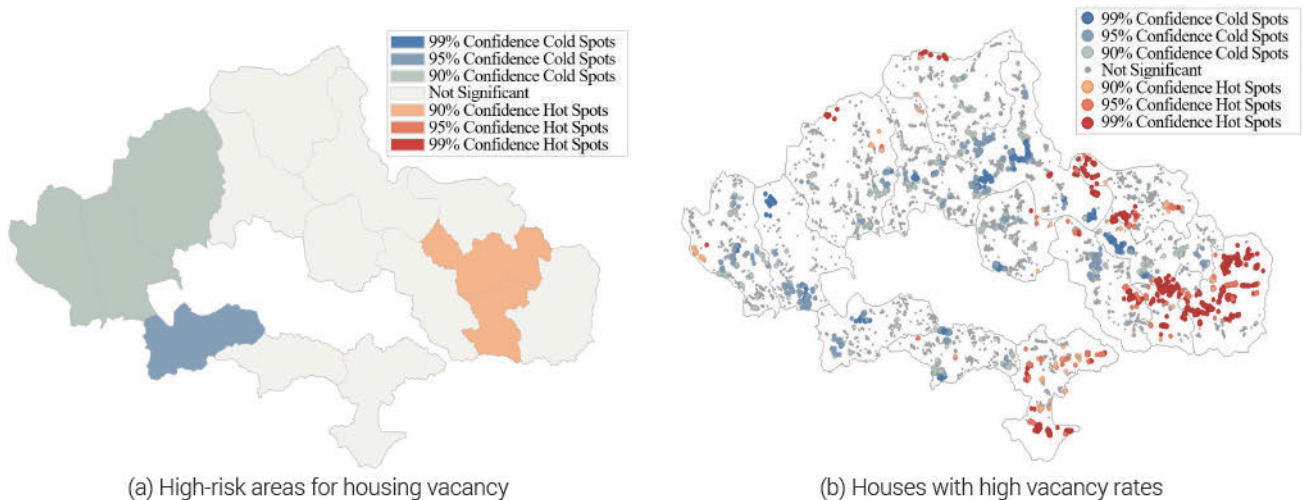 99% Confidence Cold Spots
95% Confidence Cold Spots
90% Confidence Cold Spots
Not Significant
90% Confidence Hot Spots
95% Confidence Hot Spots
99% Confidence Hot Spots
(a) High-risk areas for housing vacancy
99% Confidence Cold Spots
95% Confidence Cold Spots
90% Confidence Cold Spots
Not Significant
90% Confidence Hot Spots
95% Confidence Hot Spots
99% Confidence Hot Spots
(b) Houses with high vacancy rates